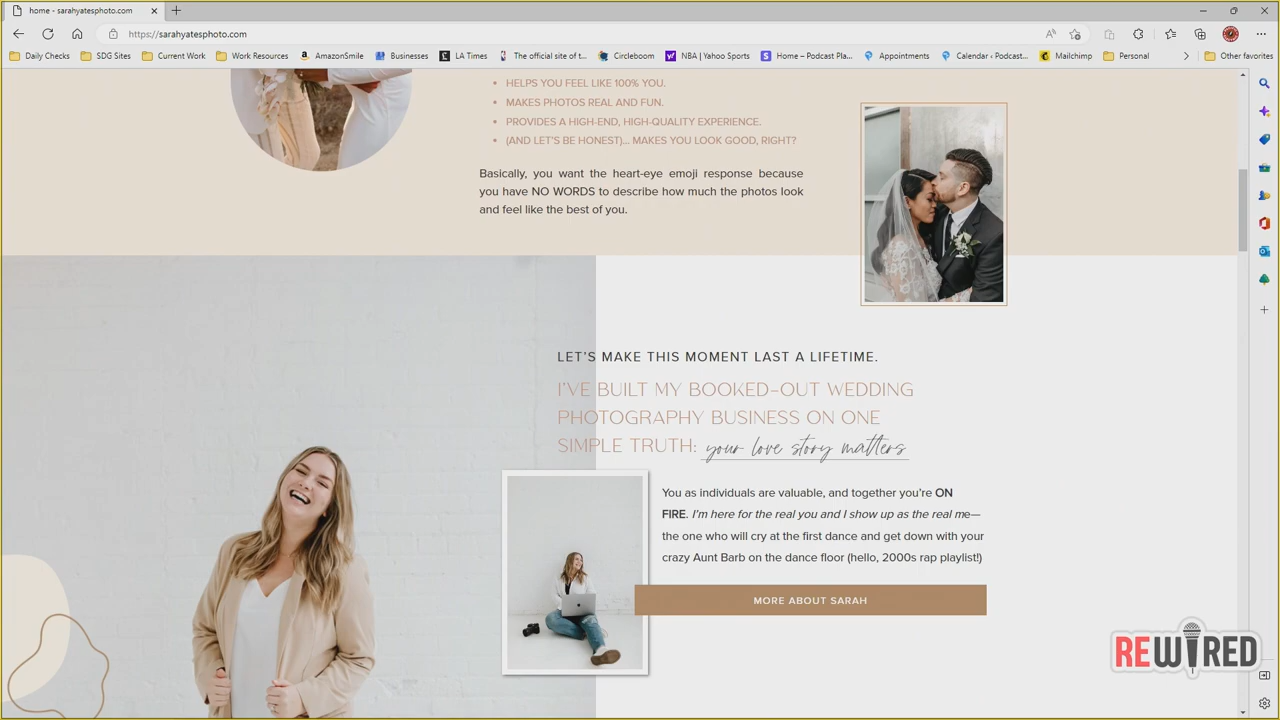 home - sarahyatesphoto.com
https://sarahyatesphoto.com
Daily Checks
SDG Sites
Current Work
Work Resources
AmazonSmile
Businesses
LA Times
The official site of t...
Circleboom
NBA | Yahoo Sports
Home – Podcast Pla...
Appointments
Calendar ‹ Podcast...
Mailchimp
Personal
Other favorites
• HELPS YOU FEEL LIKE 100% YOU.
• MAKES PHOTOS REAL AND FUN.
• PROVIDES A HIGH-END, HIGH-QUALITY EXPERIENCE.
• (AND LET'S BE HONEST)... MAKES YOU LOOK GOOD, RIGHT?
Basically, you want the heart-eye emoji response because
you have NO WORDS to describe how much the photos look
and feel like the best of you.
LET'S MAKE THIS MOMENT LAST A LIFETIME.
I'VE BUILT MY BOOKED-OUT WEDDING
PHOTOGRAPHY BUSINESS ON ONE
SIMPLE TRUTH: your love story matters
You as individuals are valuable, and together you're ON
FIRE. I'm here for the real you and I show up as the real me—
the one who will cry at the first dance and get down with your
crazy Aunt Barb on the dance floor (hello, 2000s rap playlist!)
MORE ABOUT SARAH
REWIRED